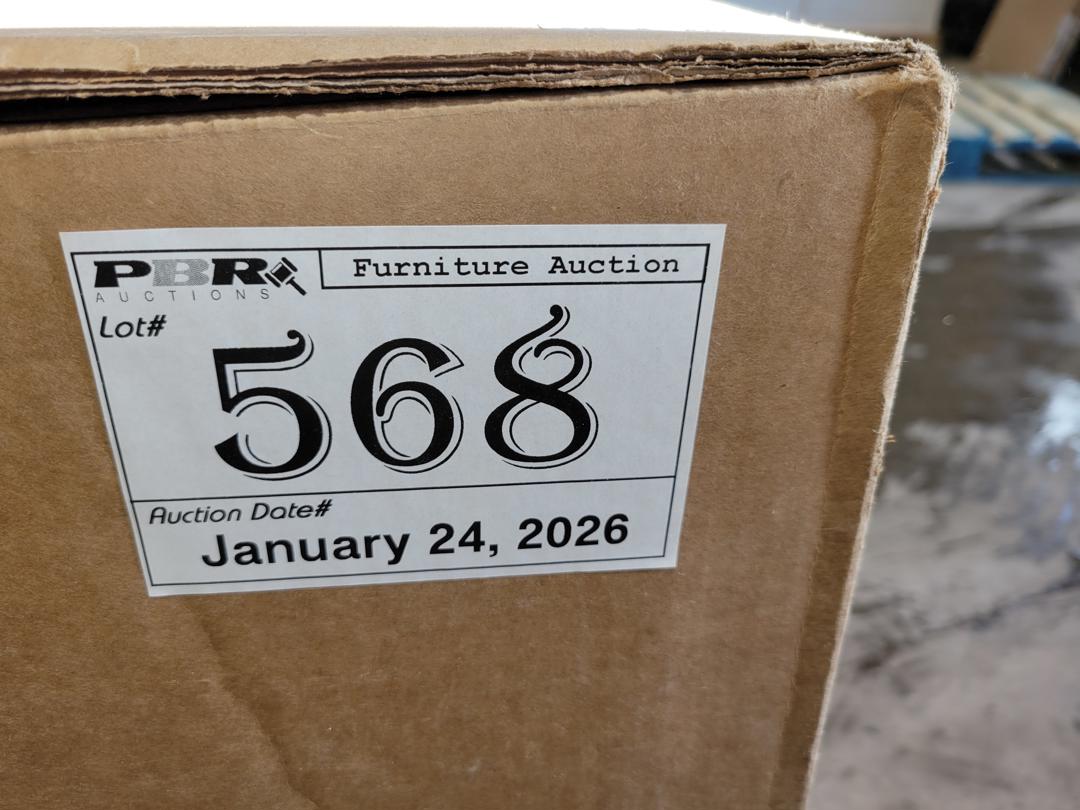 PBR
AUCTIONS
Furniture Auction
Lot#
568
Auction Date#
January 24, 2026